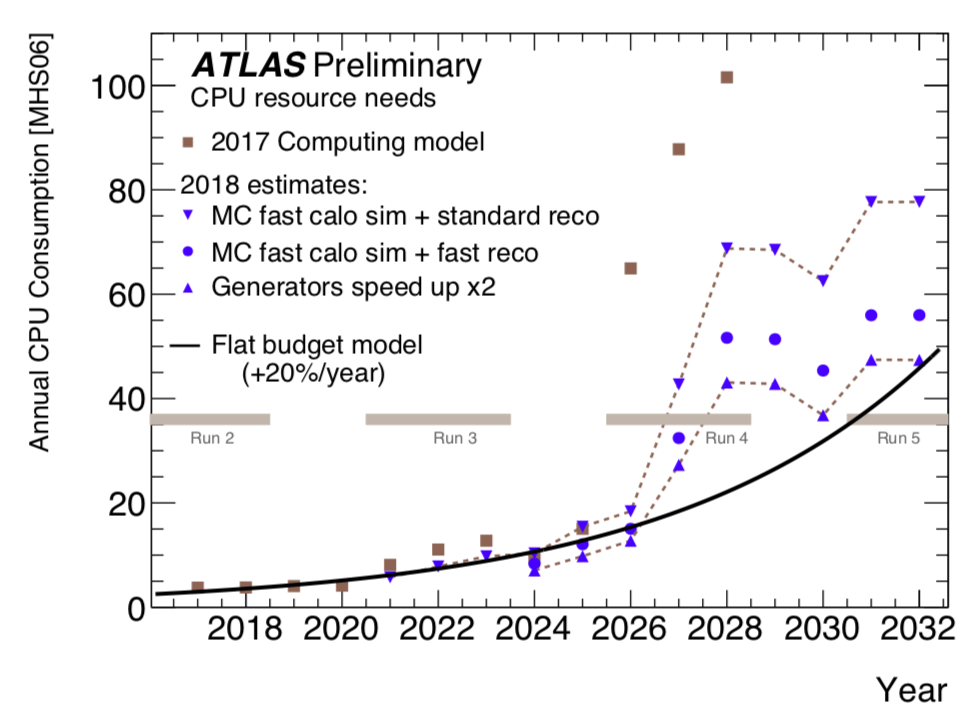 ATLAS Preliminary
CPU resource needs
2017 Computing model
2018 estimates:
MC fast calo sim + standard reco
MC fast calo sim + fast reco
Generators speed up x2
Flat budget model
(+20%/year)
Annual CPU Consumption [MHS06]
100
80
60
40
20
0
Run 2
Run 3
Run 4
Run 5
2018 2020 2022 2024 2026 2028 2030 2032
Year